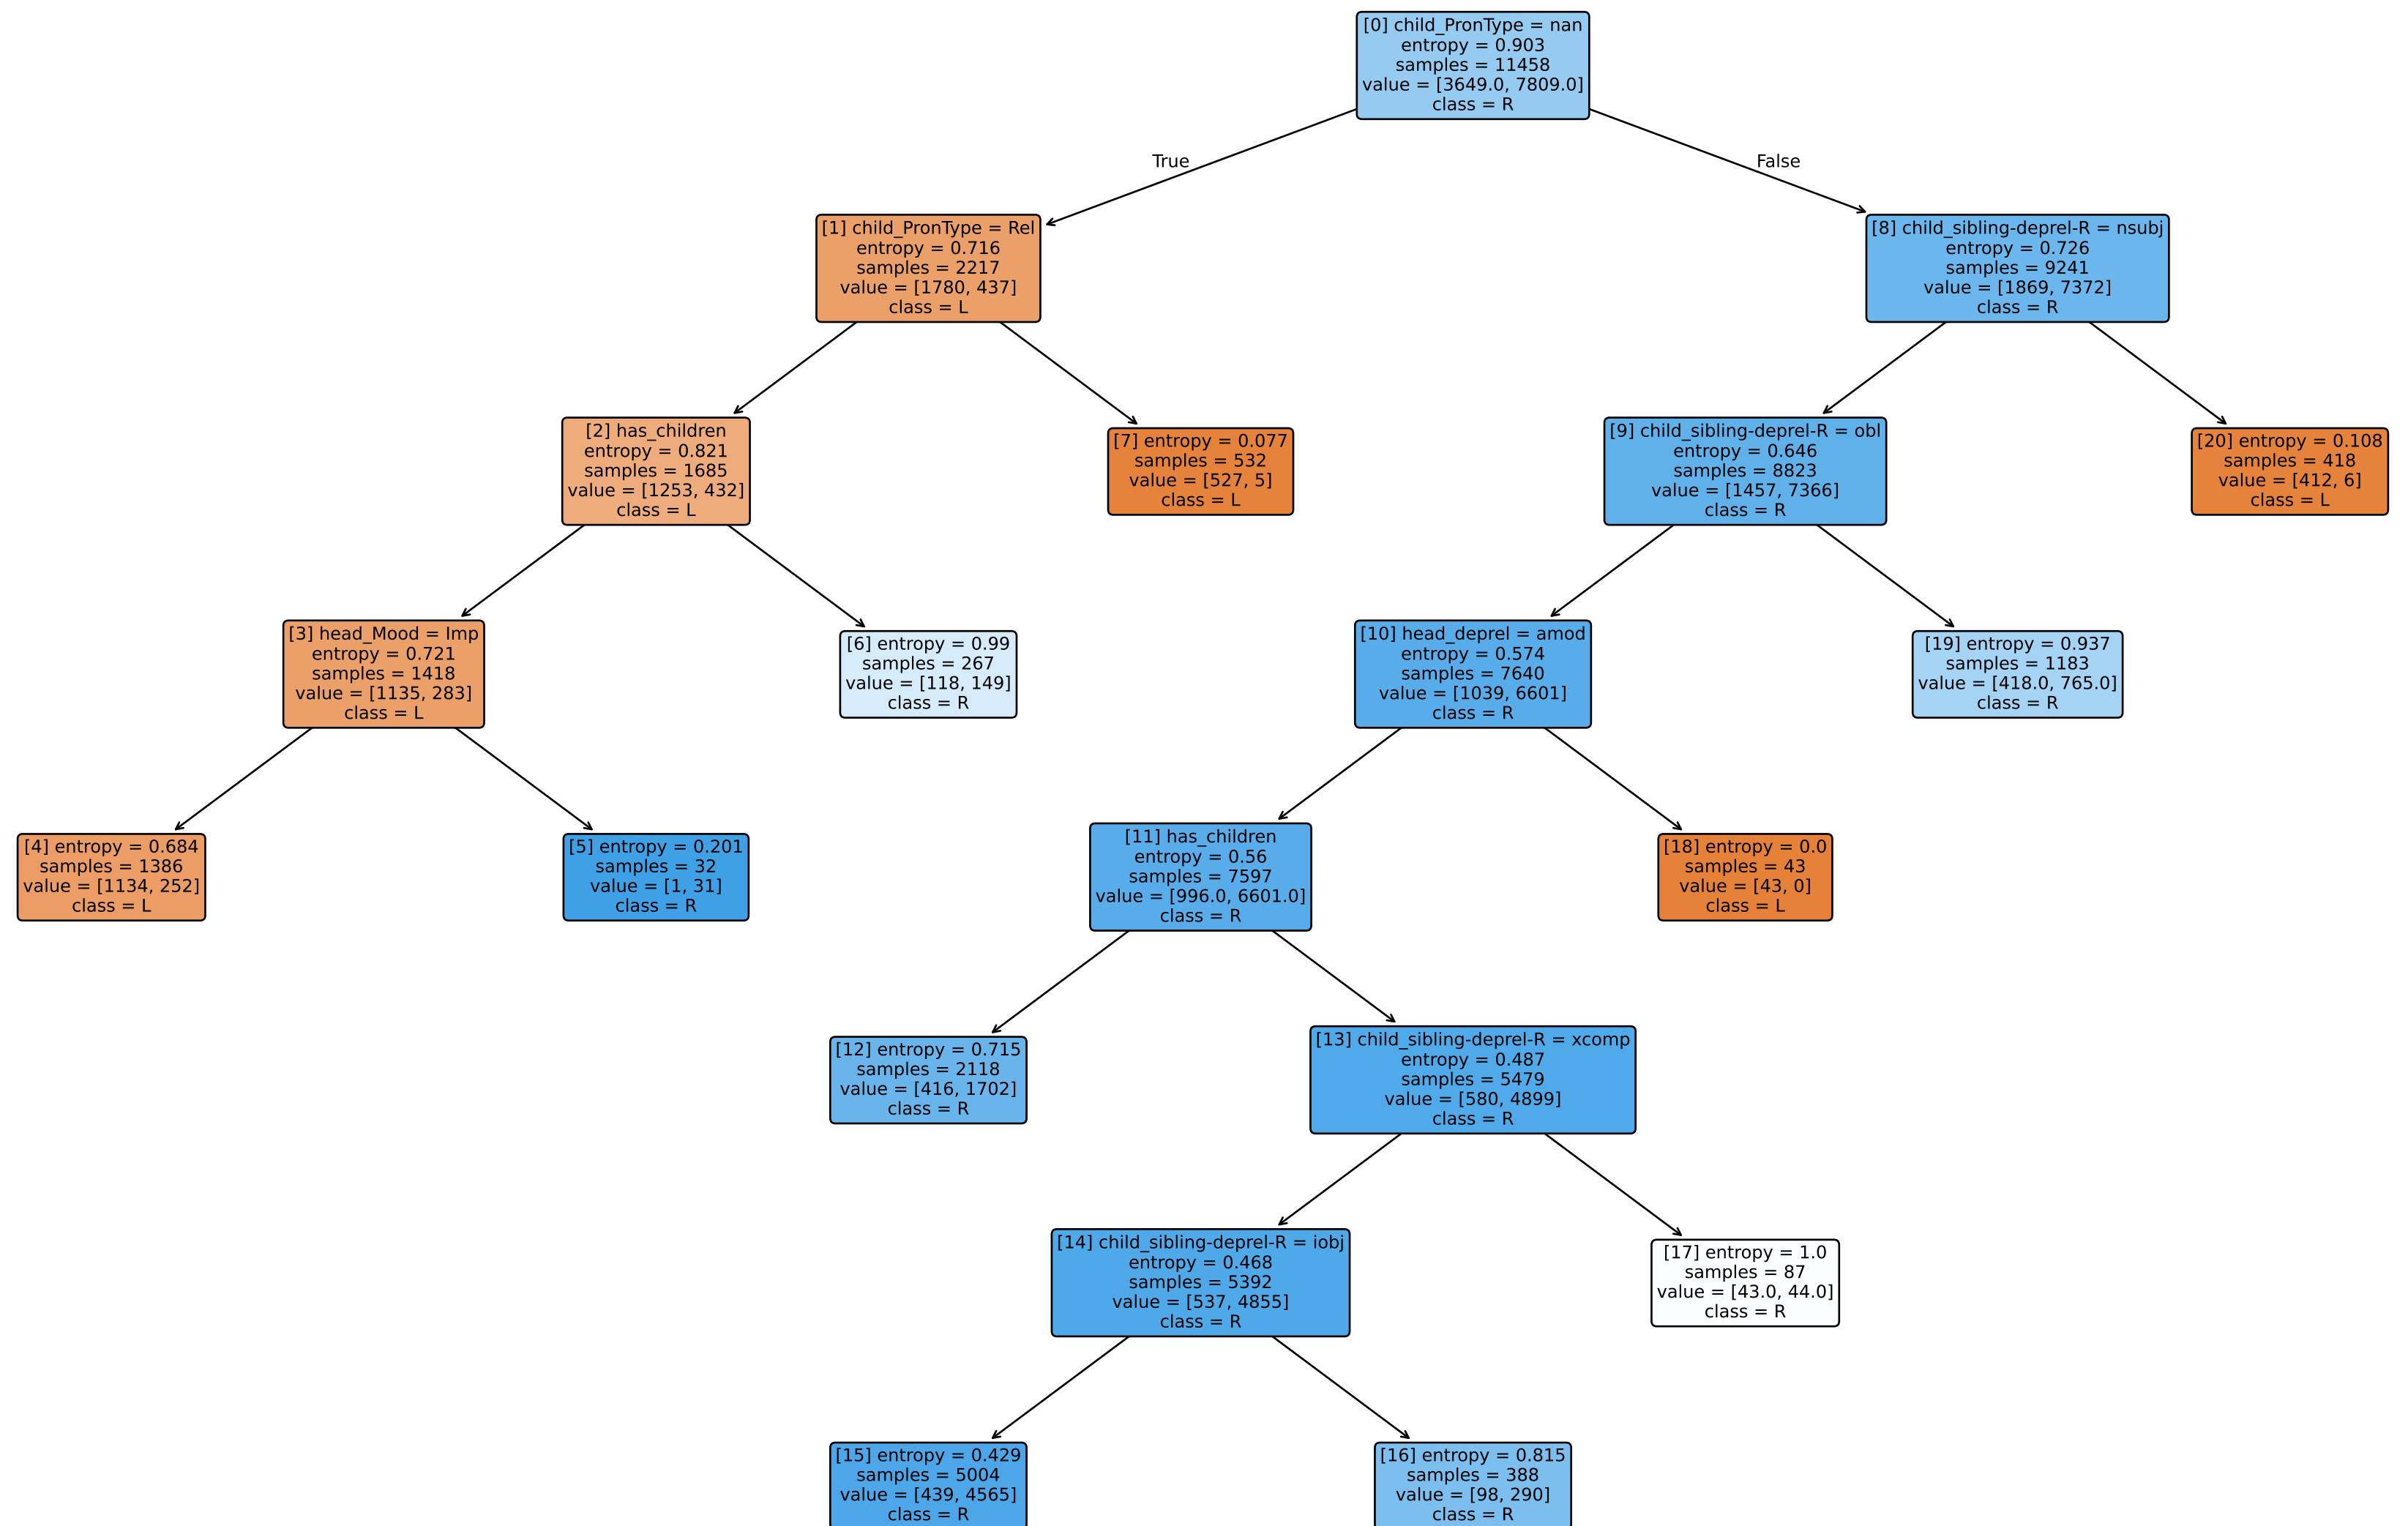 [0] child_PronType = nan
entropy = 0.903
samples = 11458
value = [3649.0, 7809.0]
class = R
True
False
[1] child_PronType = Rel
entropy = 0.716
samples = 2217
value = [1780, 437]
class = L
[8] child_sibling-deprel-R = nsubj
entropy = 0.726
samples = 9241
value = [1869, 7372]
class = R
[2] has_children
entropy = 0.821
samples = 1685
value = [1253, 432]
class = L
[7] entropy = 0.077
samples = 532
value = [527, 5]
class = L
[9] child_sibling-deprel-R = obl
entropy = 0.646
samples = 8823
value = [1457, 7366]
class = R
[20] entropy = 0.108
samples = 418
value = [412, 6]
class = L
[3] head_Mood = Imp
entropy = 0.721
samples = 1418
value = [1135, 283]
class = L
[6] entropy = 0.99
samples = 267
value = [118, 149]
class = R
[10] head_deprel = amod
entropy = 0.574
samples = 7640
value = [1039, 6601]
class = R
[19] entropy = 0.937
samples = 1183
value = [418.0, 765.0]
class = R
[4] entropy = 0.684
samples = 1386
value = [1134, 252]
class = L
[5] entropy = 0.201
samples = 32
value = [1, 31]
class = R
[11] has_children
entropy = 0.56
samples = 7597
value = [996.0, 6601.0]
class = R
[18] entropy = 0.0
samples = 43
value = [43, 0]
class = L
[12] entropy = 0.715
samples = 2118
value = [416, 1702]
class = R
[13] child_sibling-deprel-R = xcomp
entropy = 0.487
samples = 5479
value = [580, 4899]
class = R
[14] child_sibling-deprel-R = iobj
entropy = 0.468
samples = 5392
value = [537, 4855]
class = R
[17] entropy = 1.0
samples = 87
value = [43.0, 44.0]
class = R
[15] entropy = 0.429
samples = 5004
value = [439, 4565]
class = R
[16] entropy = 0.815
samples = 388
value = [98, 290]
class = R